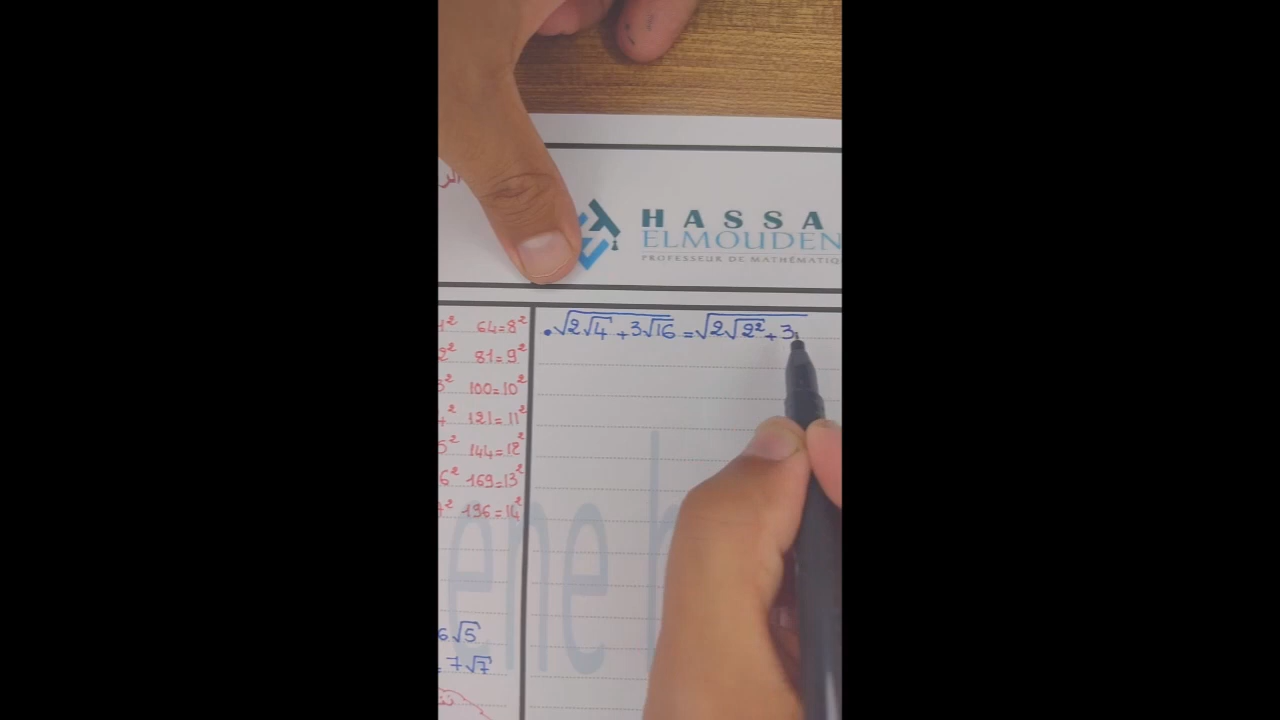 HASSA
ELMOUDEN
PROFESSEUR DE MATHÉMATIQ
64=8²
81=9²
100=10²
121=11²
144=12²
169=13²
196=14²
6√5
= 7√7
•√(2√4 + 3√16) = √(2√2² + 3
ene b